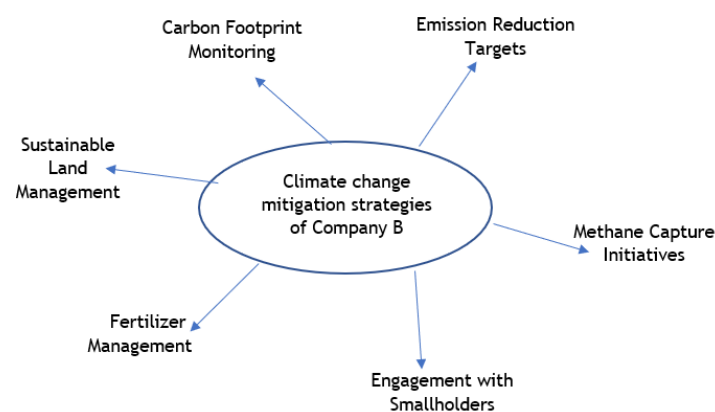 Carbon Footprint
Monitoring
Emission Reduction
Targets
Sustainable
Land
Management
Climate change
mitigation strategies
of Company B
Methane Capture
Initiatives
Fertilizer
Management
Engagement with
Smallholders